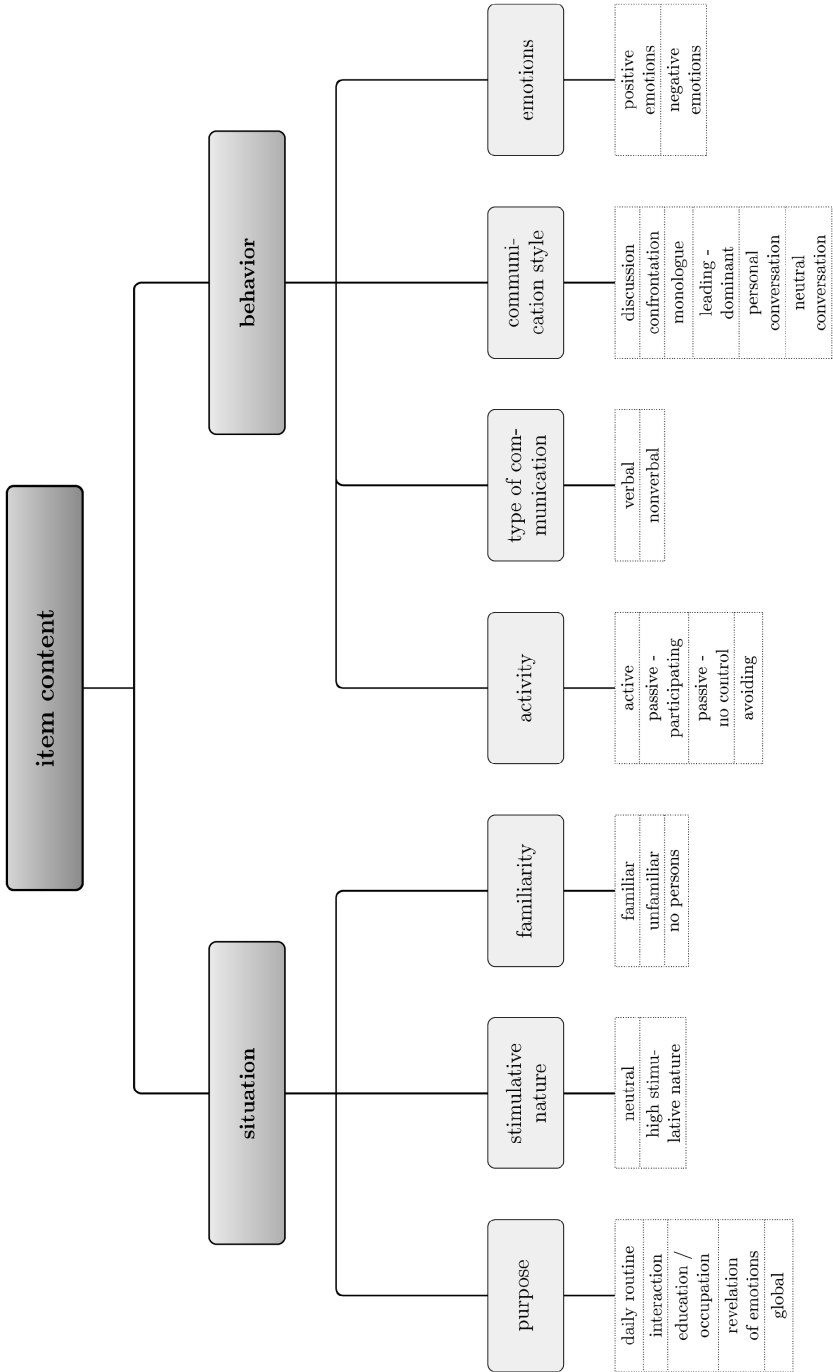 item content
situation
behavior
purpose
stimulative
nature
familiarity
activity
type of com-
munication
communi-
cation style
emotions
daily routine
interaction
education /
occupation
revelation
of emotions
global
neutral
high stimu-
lative nature
familiar
unfamiliar
no persons
active
passive -
participating
passive -
no control
avoiding
verbal
nonverbal
discussion
confrontation
monologue
leading -
dominant
personal
conversation
neutral
conversation
positive
emotions
negative
emotions